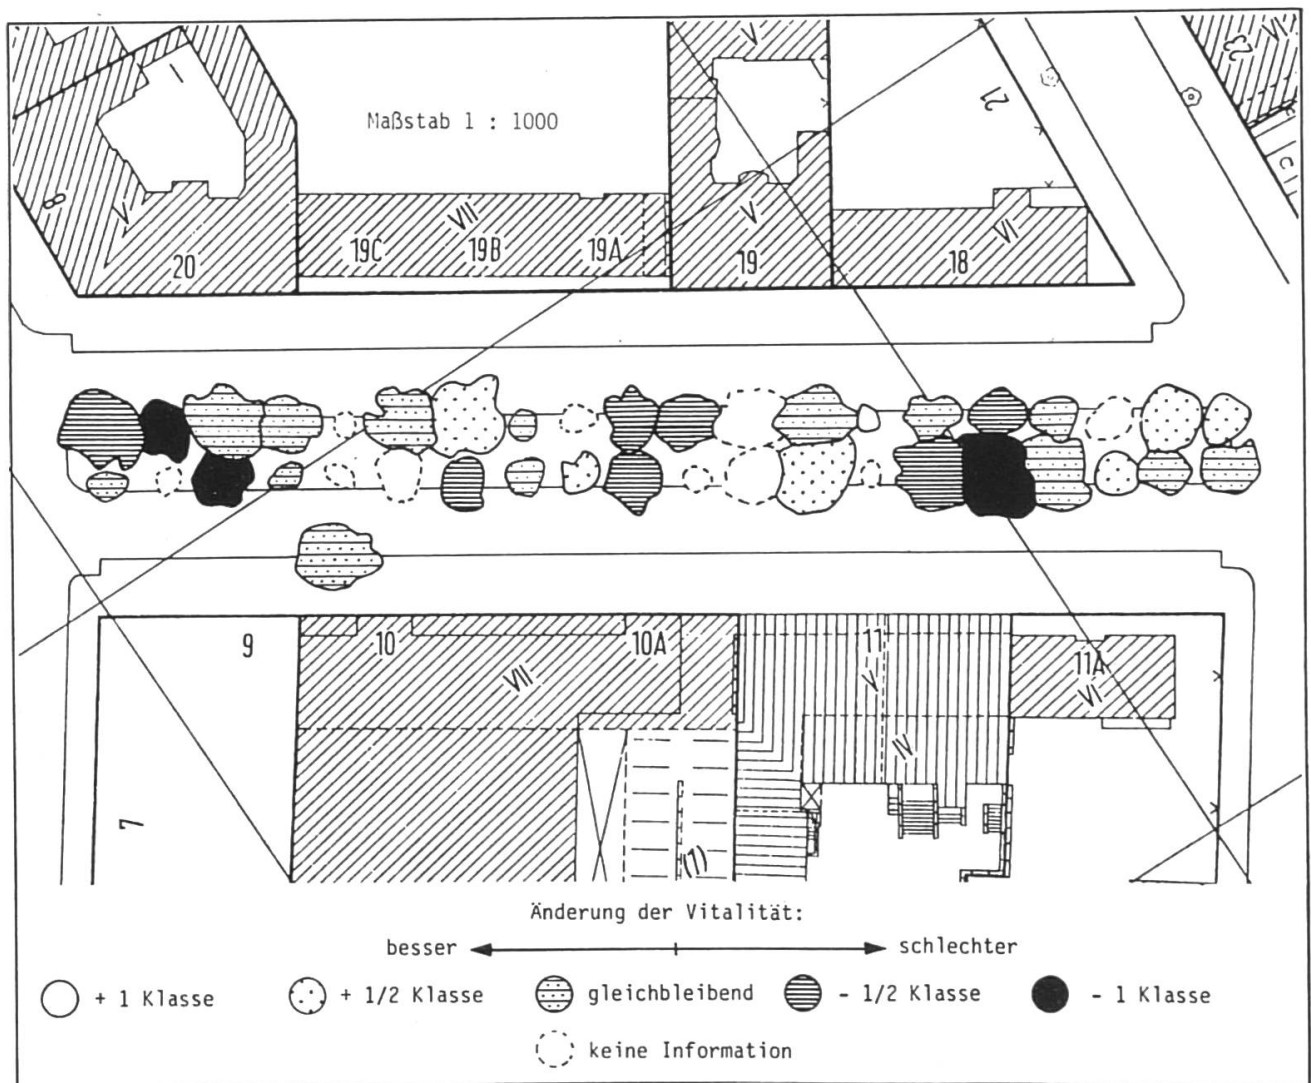 Maßstab 1 : 1000
8
V
20
VII
19C
19B
19A
V
V
19
VI
18
21
23
VI
9
10
10A
VII
11
V
IV
11A
VI
7
(1)
Änderung der Vitalität:
besser
schlechter
+ 1 Klasse
+ 1/2 Klasse
gleichbleibend
- 1/2 Klasse
- 1 Klasse
keine Information